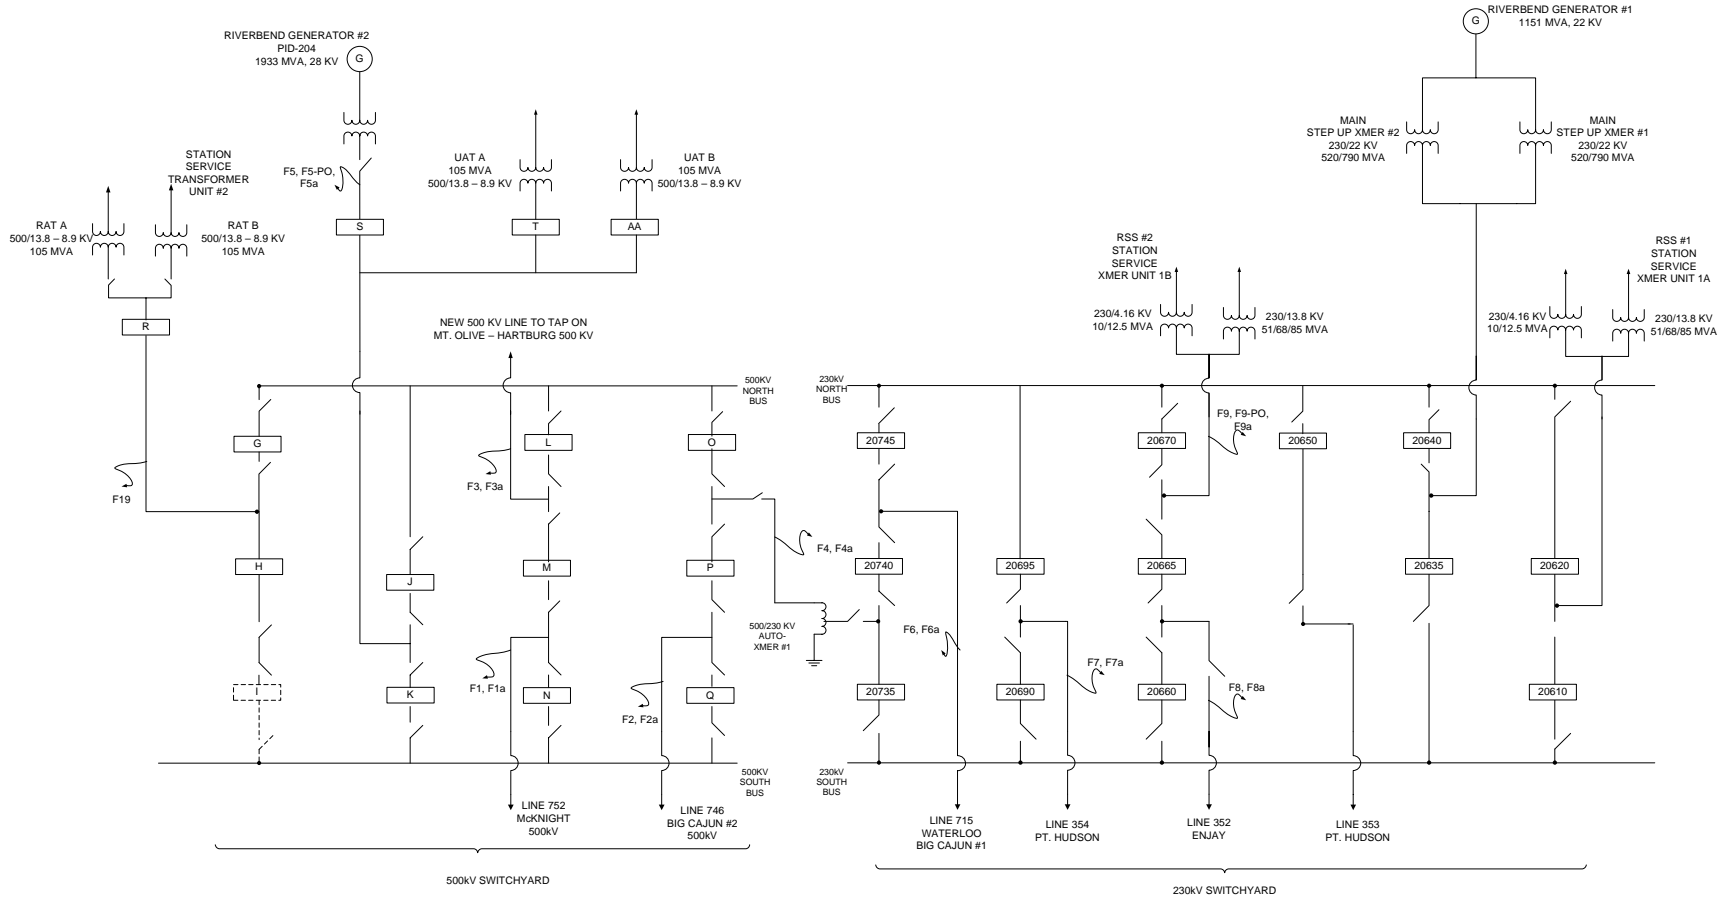 RIVERBEND GENERATOR #2
PID-204
1933 MVA, 28 KV
G
RIVERBEND GENERATOR #1
1151 MVA, 22 KV
G
MAIN
STEP UP XMER #2
230/22 KV
520/790 MVA
MAIN
STEP UP XMER #1
230/22 KV
520/790 MVA
STATION
SERVICE
TRANSFORMER
UNIT #2
F5, F5-PO,
F5a
UAT A
105 MVA
500/13.8 – 8.9 KV
UAT B
105 MVA
500/13.8 – 8.9 KV
RAT A
500/13.8 – 8.9 KV
105 MVA
RAT B
500/13.8 – 8.9 KV
105 MVA
S
T
AA
R
RSS #2
STATION
SERVICE
XMER UNIT 1B
RSS #1
STATION
SERVICE
XMER UNIT 1A
230/4.16 KV
10/12.5 MVA
230/13.8 KV
51/68/85 MVA
230/4.16 KV
10/12.5 MVA
230/13.8 KV
51/68/85 MVA
NEW 500 KV LINE TO TAP ON
MT. OLIVE – HARTBURG 500 KV
500KV
NORTH
BUS
230kV
NORTH
BUS
G
L
O
20745
20670
F9, F9-PO,
F9a
20650
20640
F19
F3, F3a
F4, F4a
H
J
M
P
20740
20695
20665
20635
20620
500/230 KV
AUTO-
XMER #1
F6, F6a
F7, F7a
F8, F8a
F1, F1a
F2, F2a
I
K
N
Q
20735
20690
20660
20610
500KV
SOUTH
BUS
230kV
SOUTH
BUS
LINE 752
McKNIGHT
500kV
LINE 746
BIG CAJUN #2
500kV
LINE 715
WATERLOO
BIG CAJUN #1
LINE 354
PT. HUDSON
LINE 352
ENJAY
LINE 353
PT. HUDSON
500kV SWITCHYARD
230kV SWITCHYARD